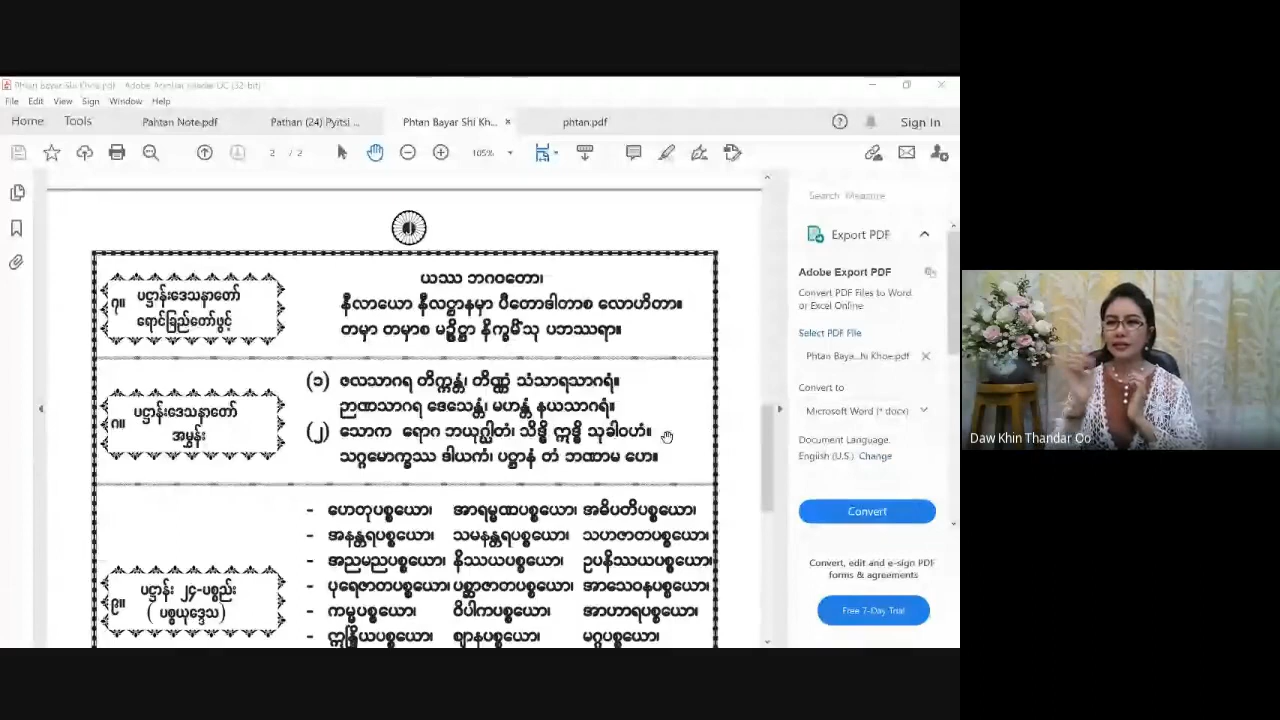 Phtan Bayar Shi Khoe.pdf - Adobe Acrobat Reader DC (32-bit)
File Edit View Sign Window Help
Home Tools Pahtan Note.pdf Pathan (24) Pyitsi ... Phtan Bayar Shi Kh... × phtan.pdf Sign In
2 / 2 105%
Search Measure
Export PDF
Adobe Export PDF
Convert PDF Files to Word
or Excel Online
Select PDF File
Phtan Baya...hi Khoe.pdf
Convert to
Microsoft Word (*.docx)
Document Language:
English (U.S.) Change
Convert
Convert, edit and e-sign PDF
forms & agreements
Free 7-Day Trial
၇။ ပဋ္ဌာန်းဒေသနာတော်
ရောင်ခြည်တော်ဖွင့်
ယဿ ဘဂဝတော၊
နီလာယော နီလဋ္ဌာနမှာ ပီတောဒါတာစ လောဟိတာ။
တမှာ တမှာစ မဉ္ဇိဋ္ဌာ နိက္ခမိံသု ပဘဿရာ။
၈။ ပဋ္ဌာန်းဒေသနာတော်
အမွှန်း
(၁) ဇလသာဂရ တိက္ကန္တံ၊ တိဏ္ဏံ သံသာရသာဂရံ။
ဉာဏသာဂရ ဒေသေန္တံ၊ မဟန္တံ နယသာဂရံ။
(၂) သောက ရောဂ ဘယုဂ္ဃါတံ၊ သိဒ္ဓိ ဣဒ္ဓိ သုခါဝဟံ။
သဂ္ဂမောက္ခဿ ဒါယကံ၊ ပဋ္ဌာနံ တံ ဘဏာမ ဟေ။
၉။ ပဋ္ဌာန်း ၂၄-ပစ္စည်း
( ပစ္စယုဒ္ဒေသ )
- ဟေတုပစ္စယော၊ အာရမ္မဏပစ္စယော၊ အဓိပတိပစ္စယော၊
- အနန္တရပစ္စယော၊ သမနန္တရပစ္စယော၊ သဟဇာတပစ္စယော၊
- အညမညပစ္စယော၊ နိဿယပစ္စယော၊ ဥပနိဿယပစ္စယော၊
- ပုရေဇာတပစ္စယော၊ ပစ္ဆာဇာတပစ္စယော၊ အာသေဝနပစ္စယော၊
- ကမ္မပစ္စယော၊ ဝိပါကပစ္စယော၊ အာဟာရပစ္စယော၊
- ဣန္ဒြိယပစ္စယော၊ ဈာနပစ္စယော၊ မဂ္ဂပစ္စယော၊
Daw Khin Thandar Oo